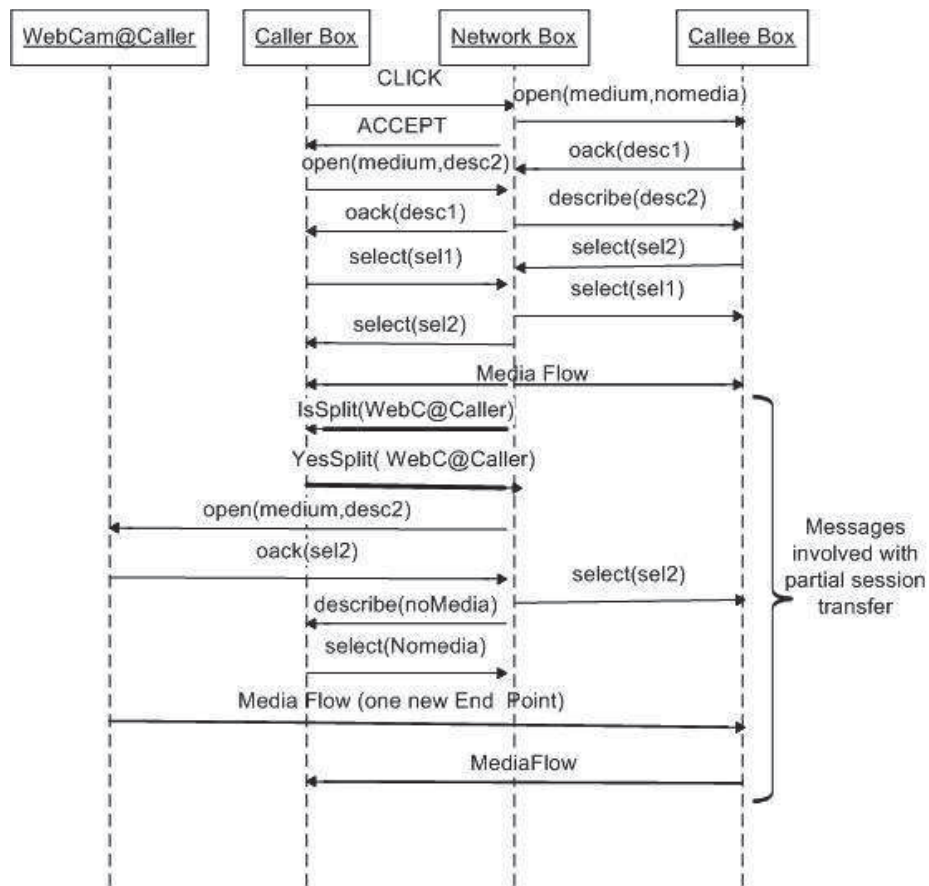 WebCam@Caller
Caller Box
Network Box
Callee Box
CLICK
open(medium,nomedia)
ACCEPT
oack(desc1)
open(medium,desc2)
describe(desc2)
oack(desc1)
select(sel2)
select(sel1)
select(sel1)
select(sel2)
Media Flow
IsSplit(WebC@Caller)
YesSplit( WebC@Caller)
open(medium,desc2)
oack(sel2)
select(sel2)
describe(noMedia)
select(Nomedia)
Media Flow (one new End Point)
MediaFlow
Messages
involved with
partial session
transfer